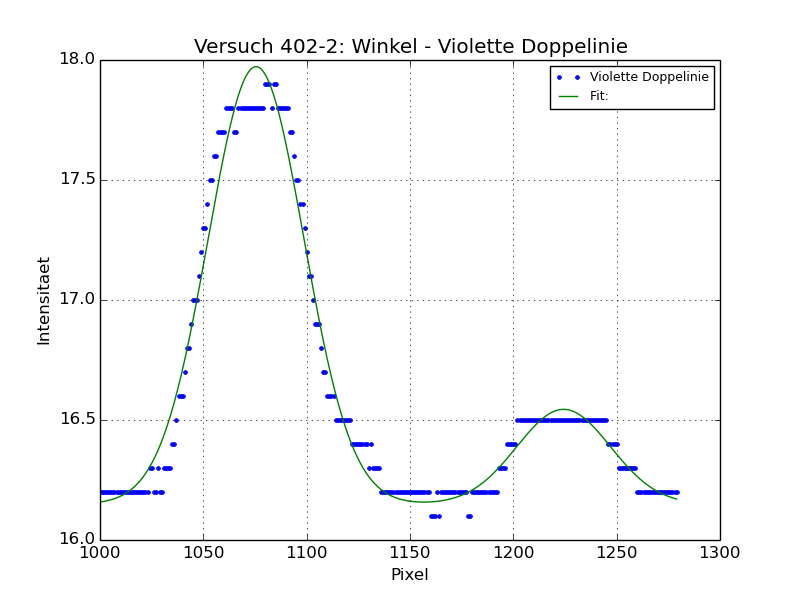 Versuch 402-2: Winkel - Violette Doppelinie
Violette Doppelinie
Fit:
18.0
17.5
17.0
16.5
16.0
Intensitaet
1000 1050 1100 1150 1200 1250 1300
Pixel